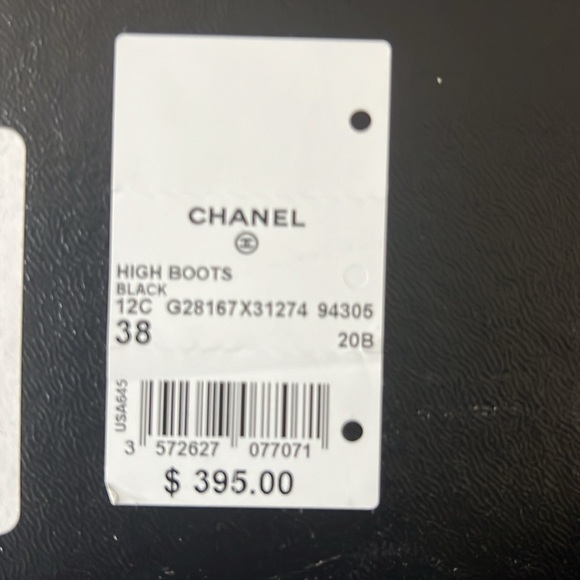 CHANEL
HIGH BOOTS
BLACK
12C G28167X31274 94305
38
20B
USA645
3 572627 077071
$ 395.00